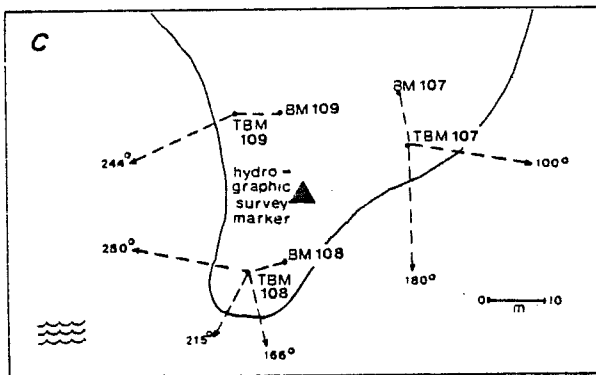 C
BM 107
BM 109
TBM
109
TBM 107
244°
100°
hydro-
graphic
survey
marker
280°
BM 108
TBM
108
180°
0 10
m
215°
166°